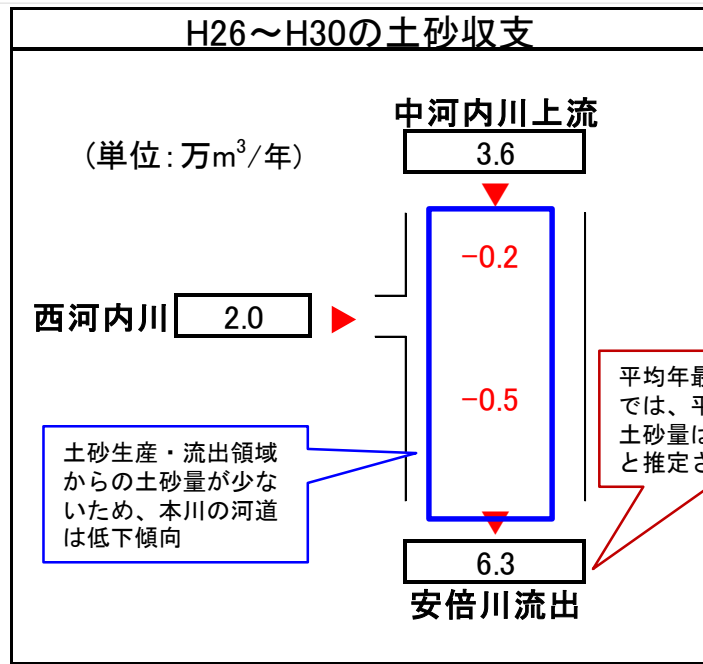 H26～H30の土砂収支
(単位：万m³/年)
中河内川上流
3.6
-0.2
西河内川
2.0
-0.5
土砂生産・流出領域
からの土砂量が少な
いため、本川の河道
は低下傾向
平均年最
では、平
土砂量は
と推定さ
6.3
安倍川流出